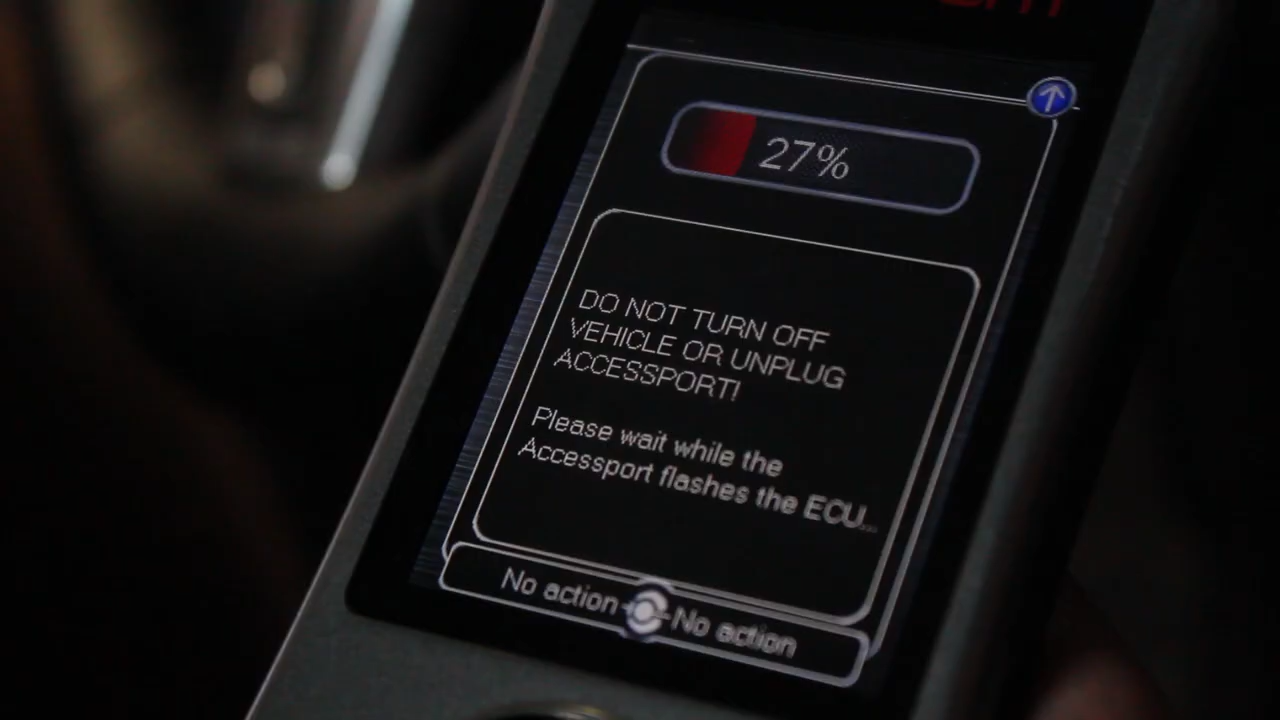 27%
DO NOT TURN OFF
VEHICLE OR UNPLUG
ACCESSPORT!
Please wait while the
Accessport flashes the ECU...
No action No action